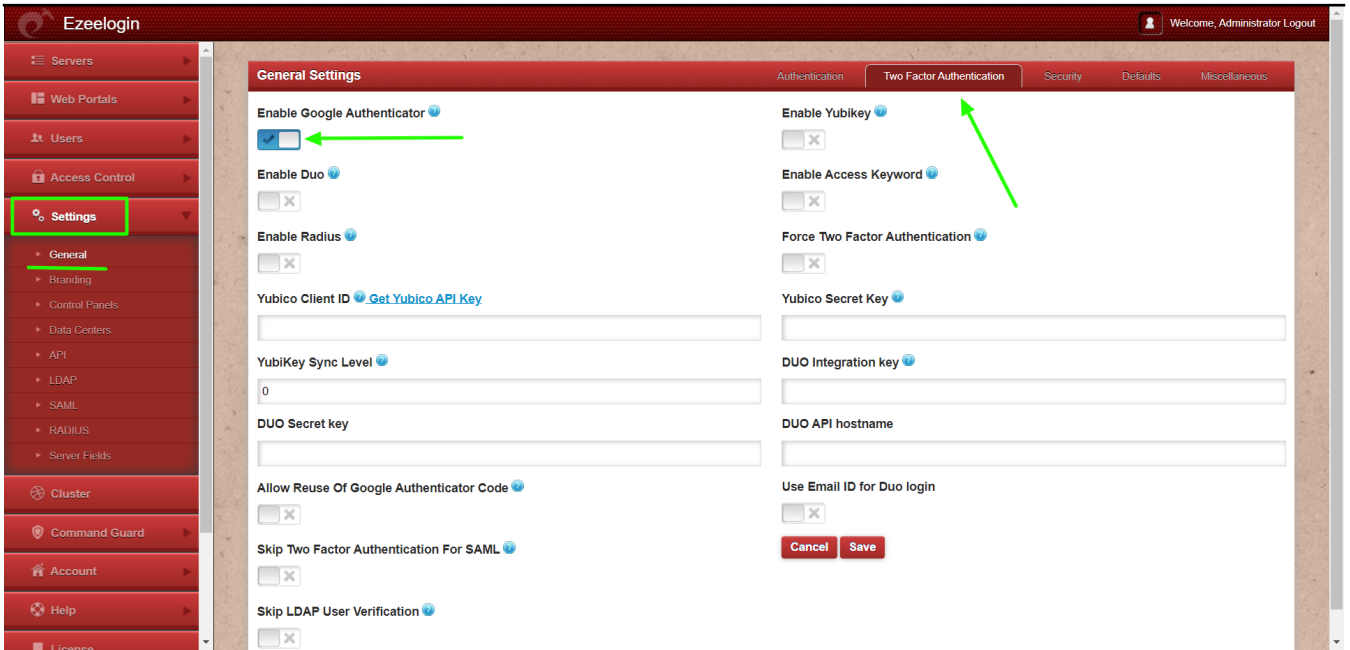 Ezeelogin
Welcome, Administrator Logout
Servers
Web Portals
Users
Access Control
Settings
General
Branding
Control Panels
Data Centers
API
LDAP
SAML
RADIUS
Server Fields
Cluster
Command Guard
Account
Help
License
General Settings
Authentication
Two Factor Authentication
Security
Defaults
Miscellaneous
Enable Google Authenticator
Enable Yubikey
Enable Duo
Enable Access Keyword
Enable Radius
Force Two Factor Authentication
Yubico Client ID Get Yubico API Key
Yubico Secret Key
YubiKey Sync Level
DUO Integration key
0
DUO Secret key
DUO API hostname
Allow Reuse Of Google Authenticator Code
Use Email ID for Duo login
Cancel Save
Skip Two Factor Authentication For SAML
Skip LDAP User Verification